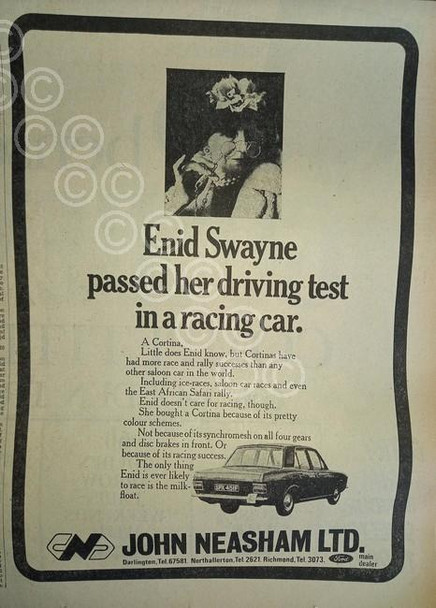 Enid Swayne
passed her driving test
in a racing car.
A Cortina.
Little does Enid know, but Cortinas have
had more race and rally successes than any
other saloon car in the world.
Including ice-races, saloon car races and even
the East African Safari rally.
Enid doesn't care for racing, though.
She bought a Cortina because of its pretty
colour schemes.
Not because of its synchromesh on all four gears
and disc brakes in front. Or
because of its racing success.
The only thing
Enid is ever likely
to race is the milk-
float.
JOHN NEASHAM LTD.
Darlington, Tel. 67581. Northallerton, Tel. 2621. Richmond, Tel. 3073.
Ford main
dealer